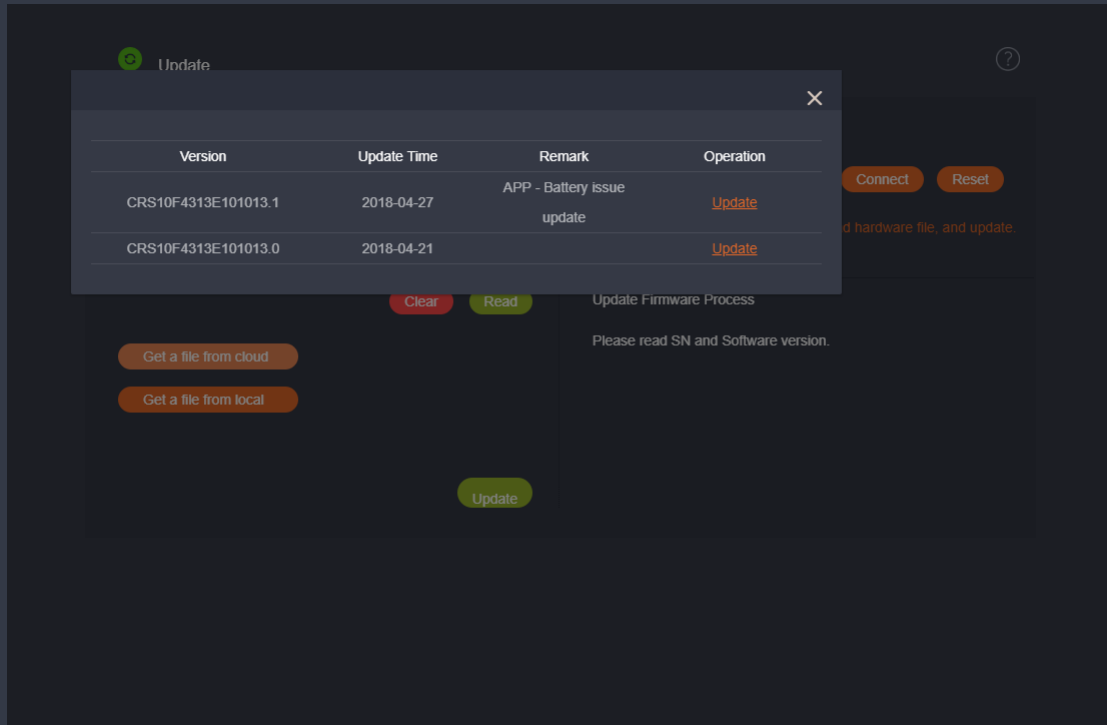 Update
?
Version Update Time Remark Operation
CRS10F4313E101013.1 2018-04-27 APP - Battery issue update Update
CRS10F4313E101013.0 2018-04-21 Update
Connect Reset
d hardware file, and update.
Clear Read
Update Firmware Process
Please read SN and Software version.
Get a file from cloud
Get a file from local
Update